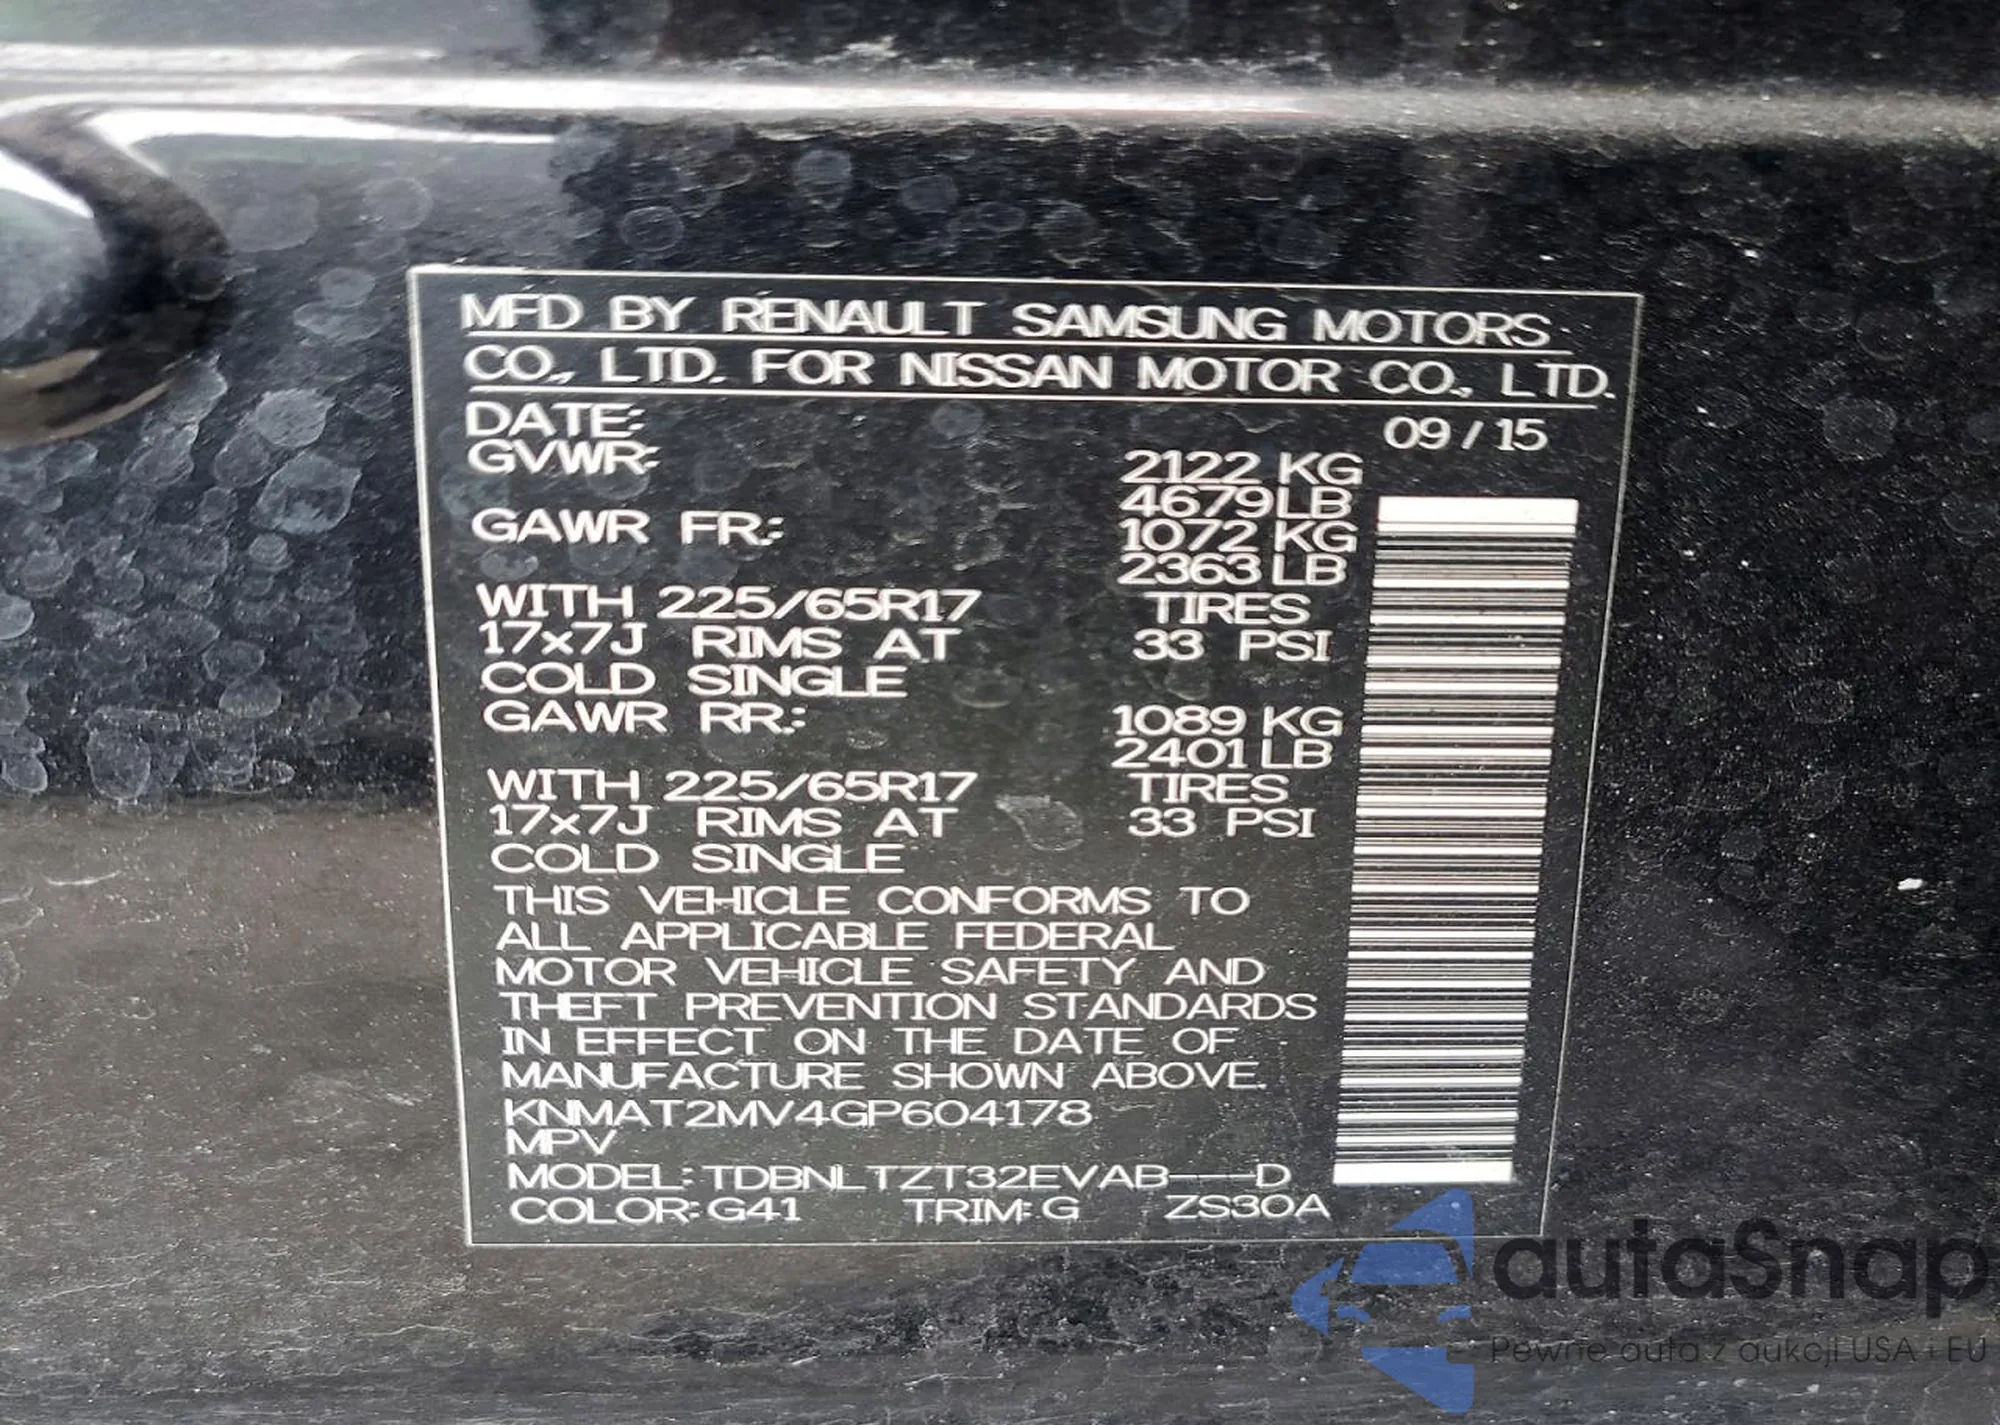 MFD BY RENAULT SAMSUNG MOTORS
CO., LTD. FOR NISSAN MOTOR CO., LTD.
DATE: 09 / 15
GVWR: 2122 KG
4679 LB
GAWR FR.: 1072 KG
2363 LB
WITH 225/65R17 TIRES
17x7J RIMS AT 33 PSI
COLD SINGLE
GAWR RR.: 1089 KG
2401 LB
WITH 225/65R17 TIRES
17x7J RIMS AT 33 PSI
COLD SINGLE
THIS VEHICLE CONFORMS TO
ALL APPLICABLE FEDERAL
MOTOR VEHICLE SAFETY AND
THEFT PREVENTION STANDARDS
IN EFFECT ON THE DATE OF
MANUFACTURE SHOWN ABOVE.
KNMAT2MV4GP604178
MPV
MODEL: TDBNLTZT32EVAB---D
COLOR: G41 TRIM: G ZS30A
autaSnap
Pewne auta z aukcji USA i EU